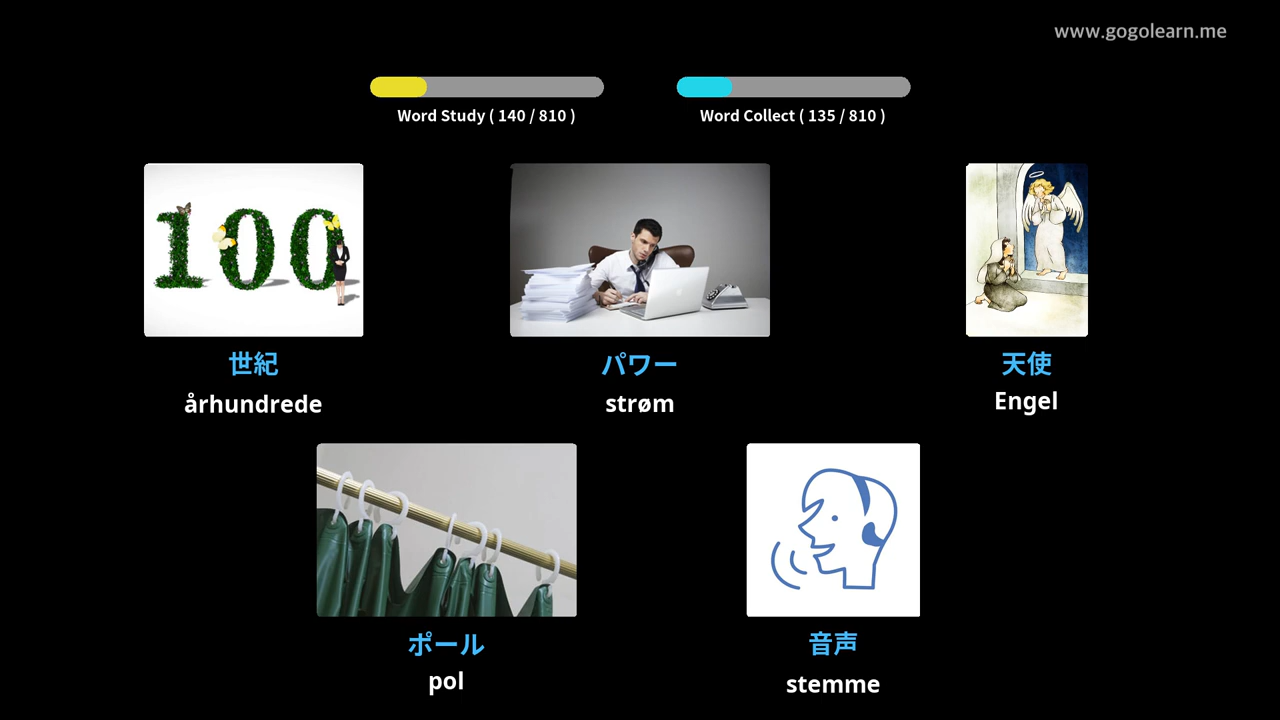 www.gogolearn.me
Word Study ( 140 / 810 )
Word Collect ( 135 / 810 )
世紀
århundrede
パワー
strøm
天使
Engel
ポール
pol
音声
stemme